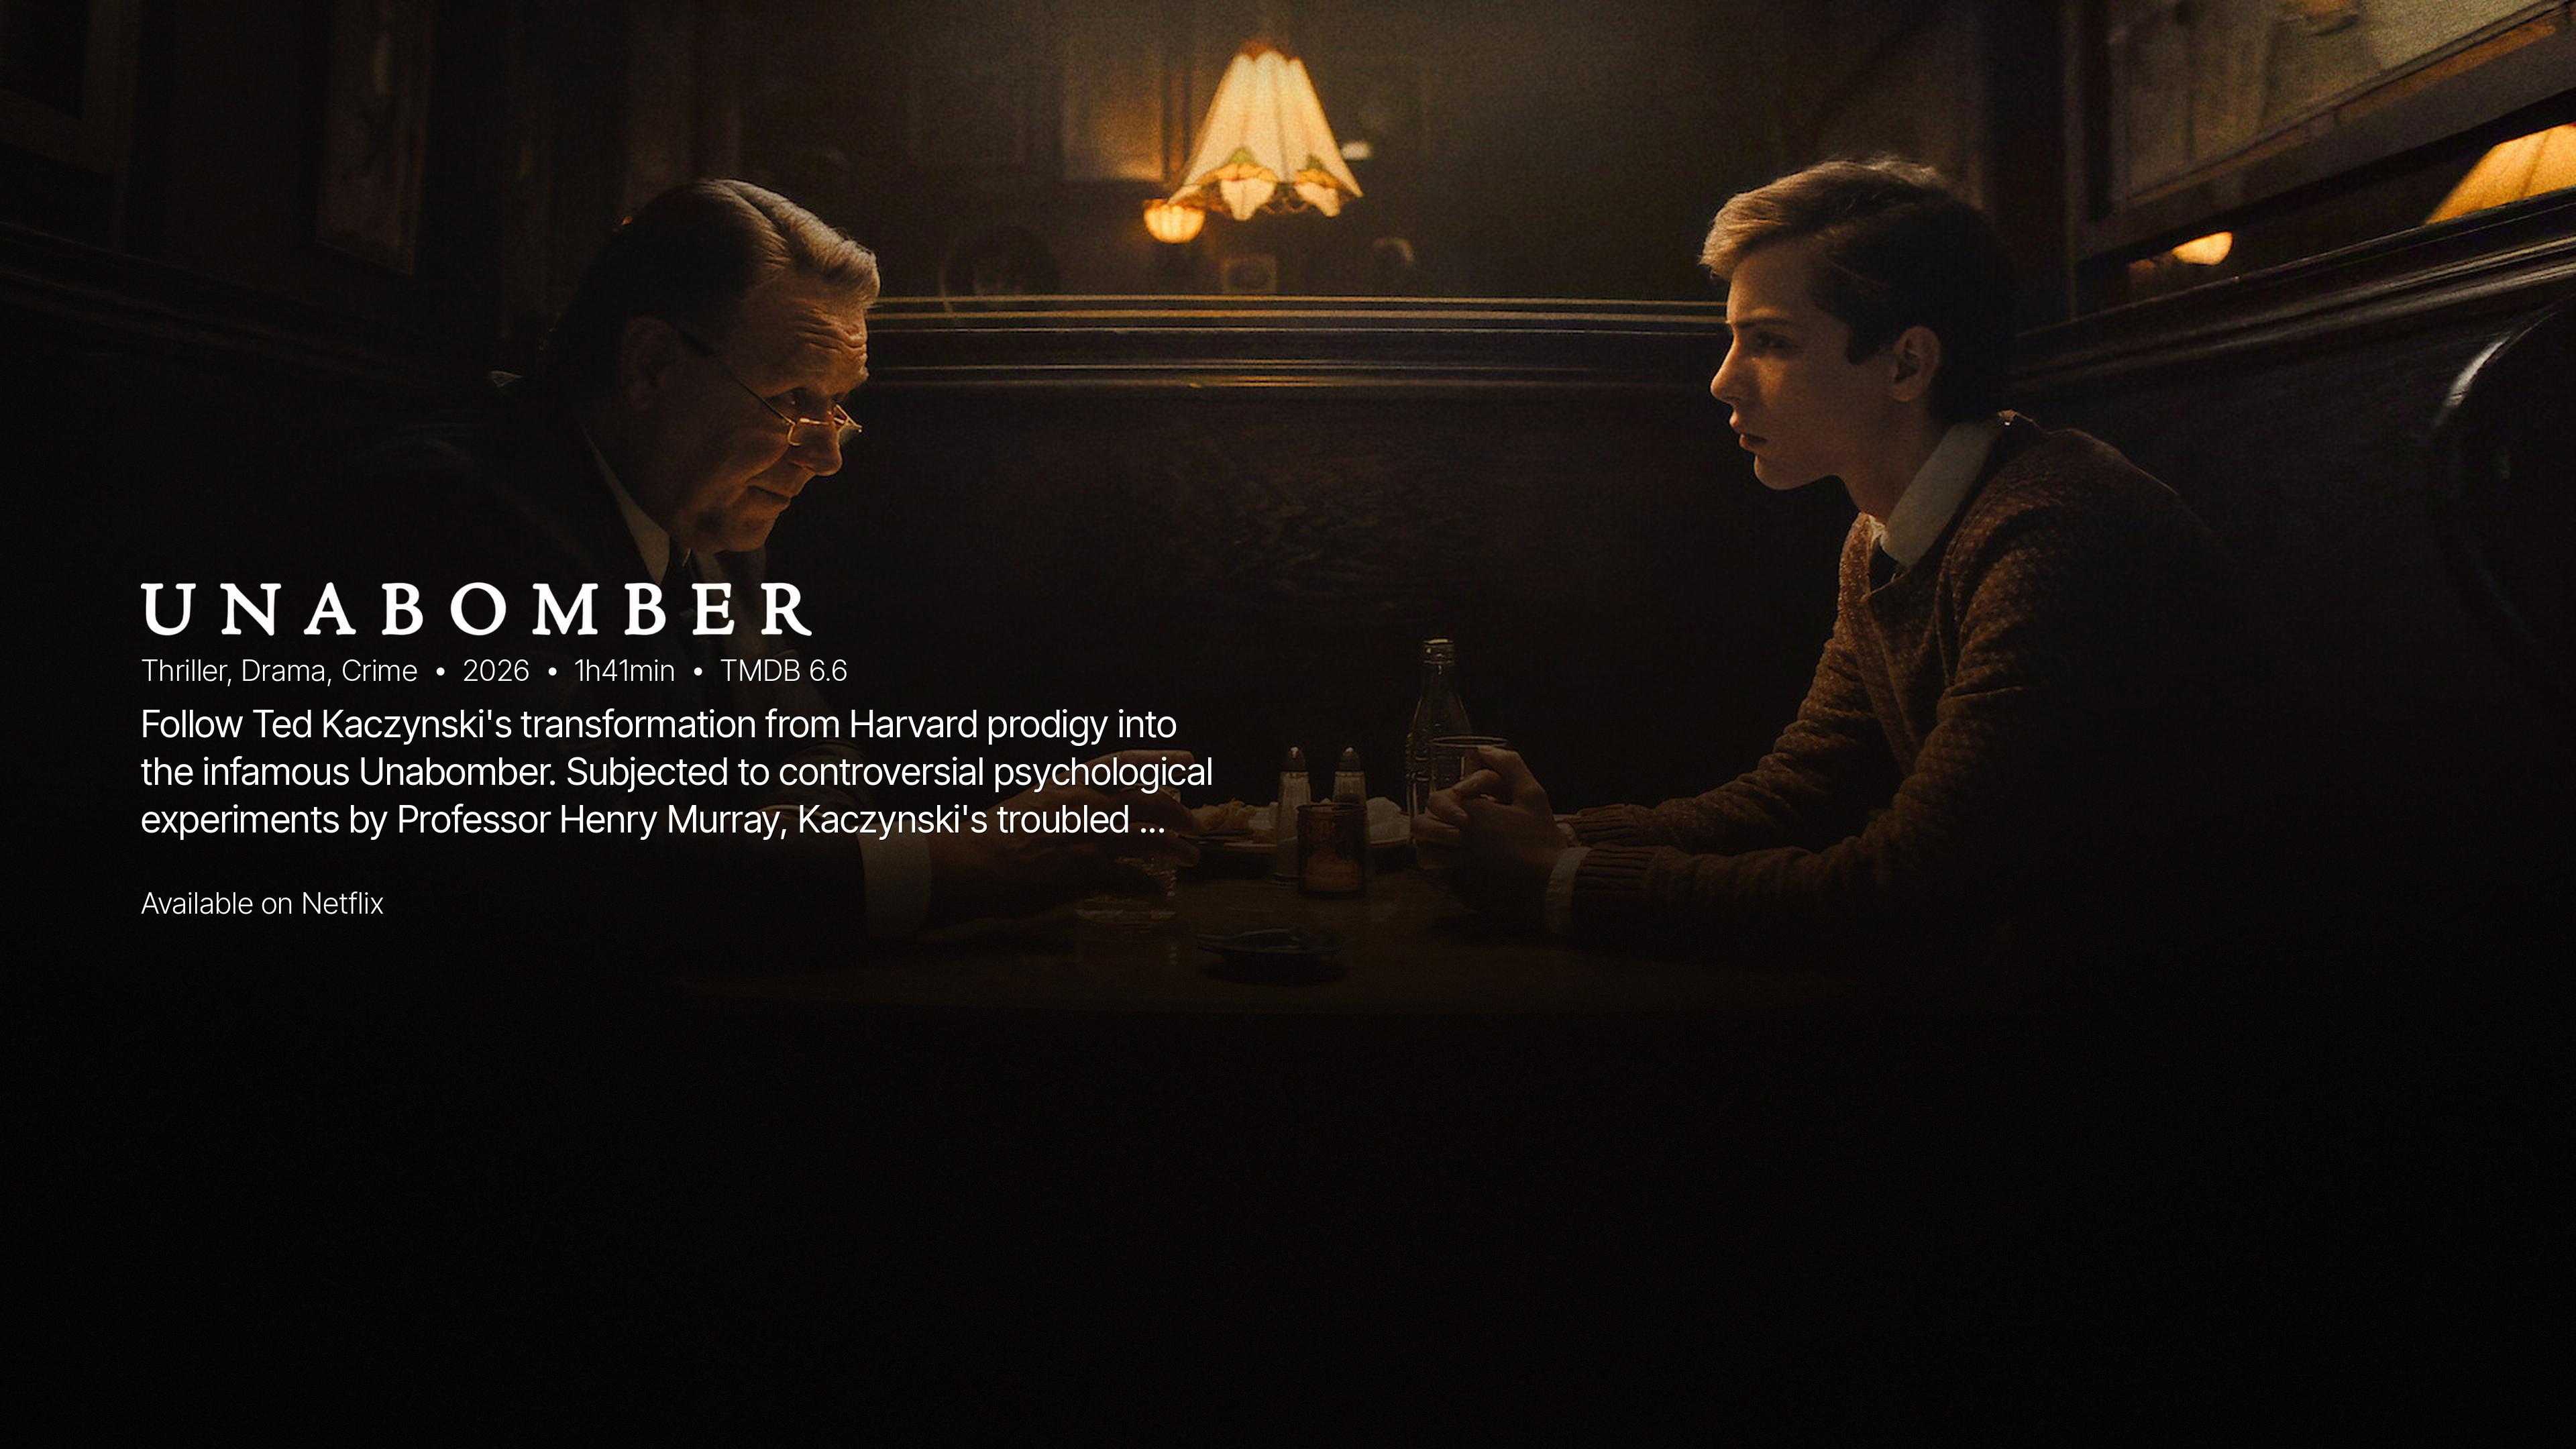 UNABOMBER
Thriller, Drama, Crime • 2026 • 1h41min • TMDB 6.6
Follow Ted Kaczynski's transformation from Harvard prodigy into
the infamous Unabomber. Subjected to controversial psychological
experiments by Professor Henry Murray, Kaczynski's troubled ...
Available on Netflix